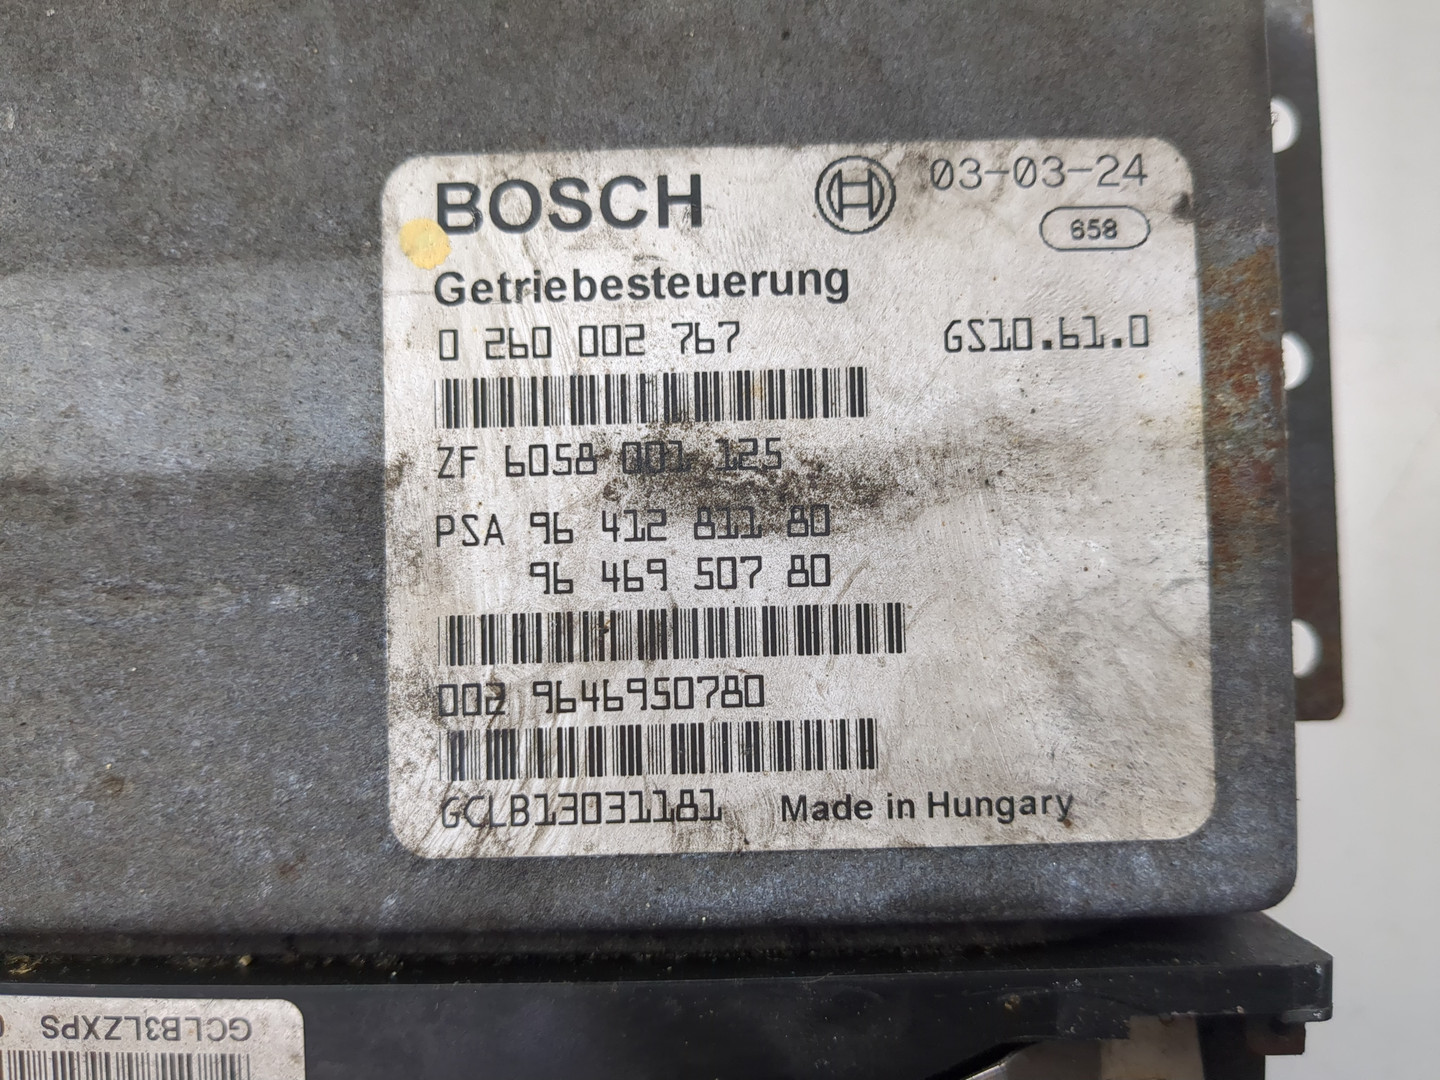 BOSCH 03-03-24
658
Getriebesteuerung
0 260 002 767 GS10.61.0
ZF 6058 001 125
PSA 96 412 811 80
96 469 507 80
002 9646950780
GCLB13031181 Made in Hungary
GCLB3LZXPS